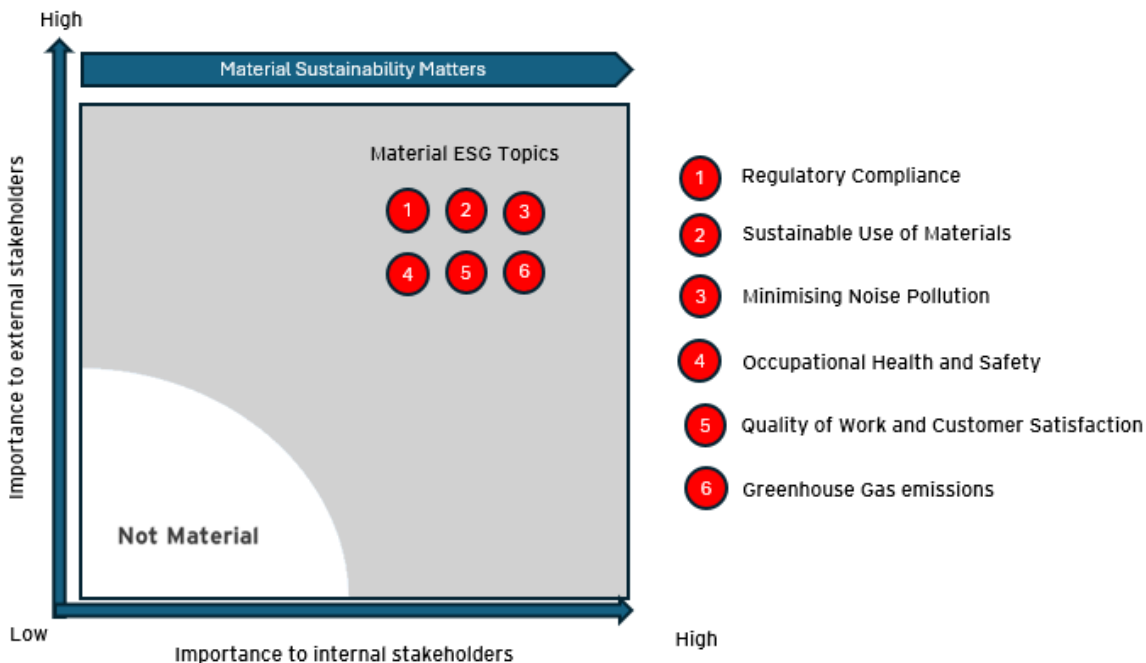 High
Material Sustainability Matters
Importance to external stakeholders
Material ESG Topics
1 2 3
4 5 6
Not Material
Low
Importance to internal stakeholders
High
1 Regulatory Compliance
2 Sustainable Use of Materials
3 Minimising Noise Pollution
4 Occupational Health and Safety
5 Quality of Work and Customer Satisfaction
6 Greenhouse Gas emissions